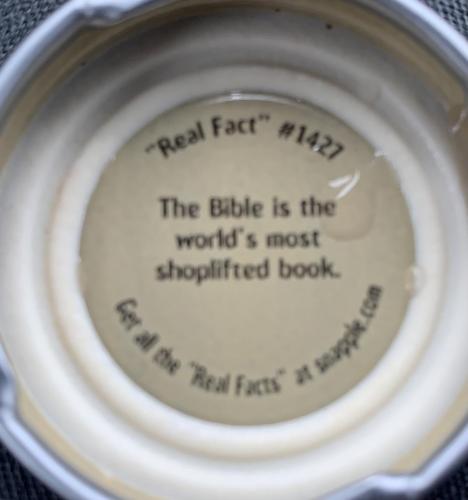 "Real Fact" #1427
The Bible is the
world's most
shoplifted book.
Get all the "Real Facts" at snapple.com